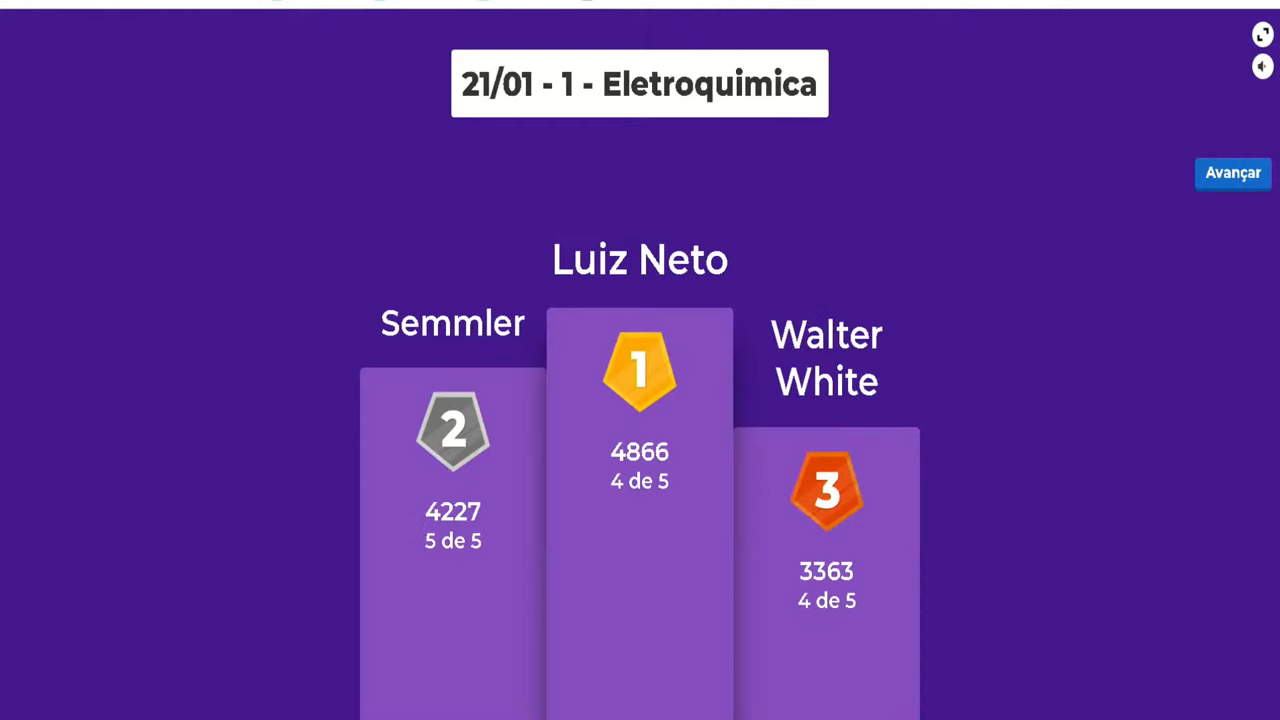 21/01 - 1 - Eletroquimica
Avançar
Luiz Neto
Semmler
Walter
White
1
4866
4 de 5
2
4227
5 de 5
3
3363
4 de 5